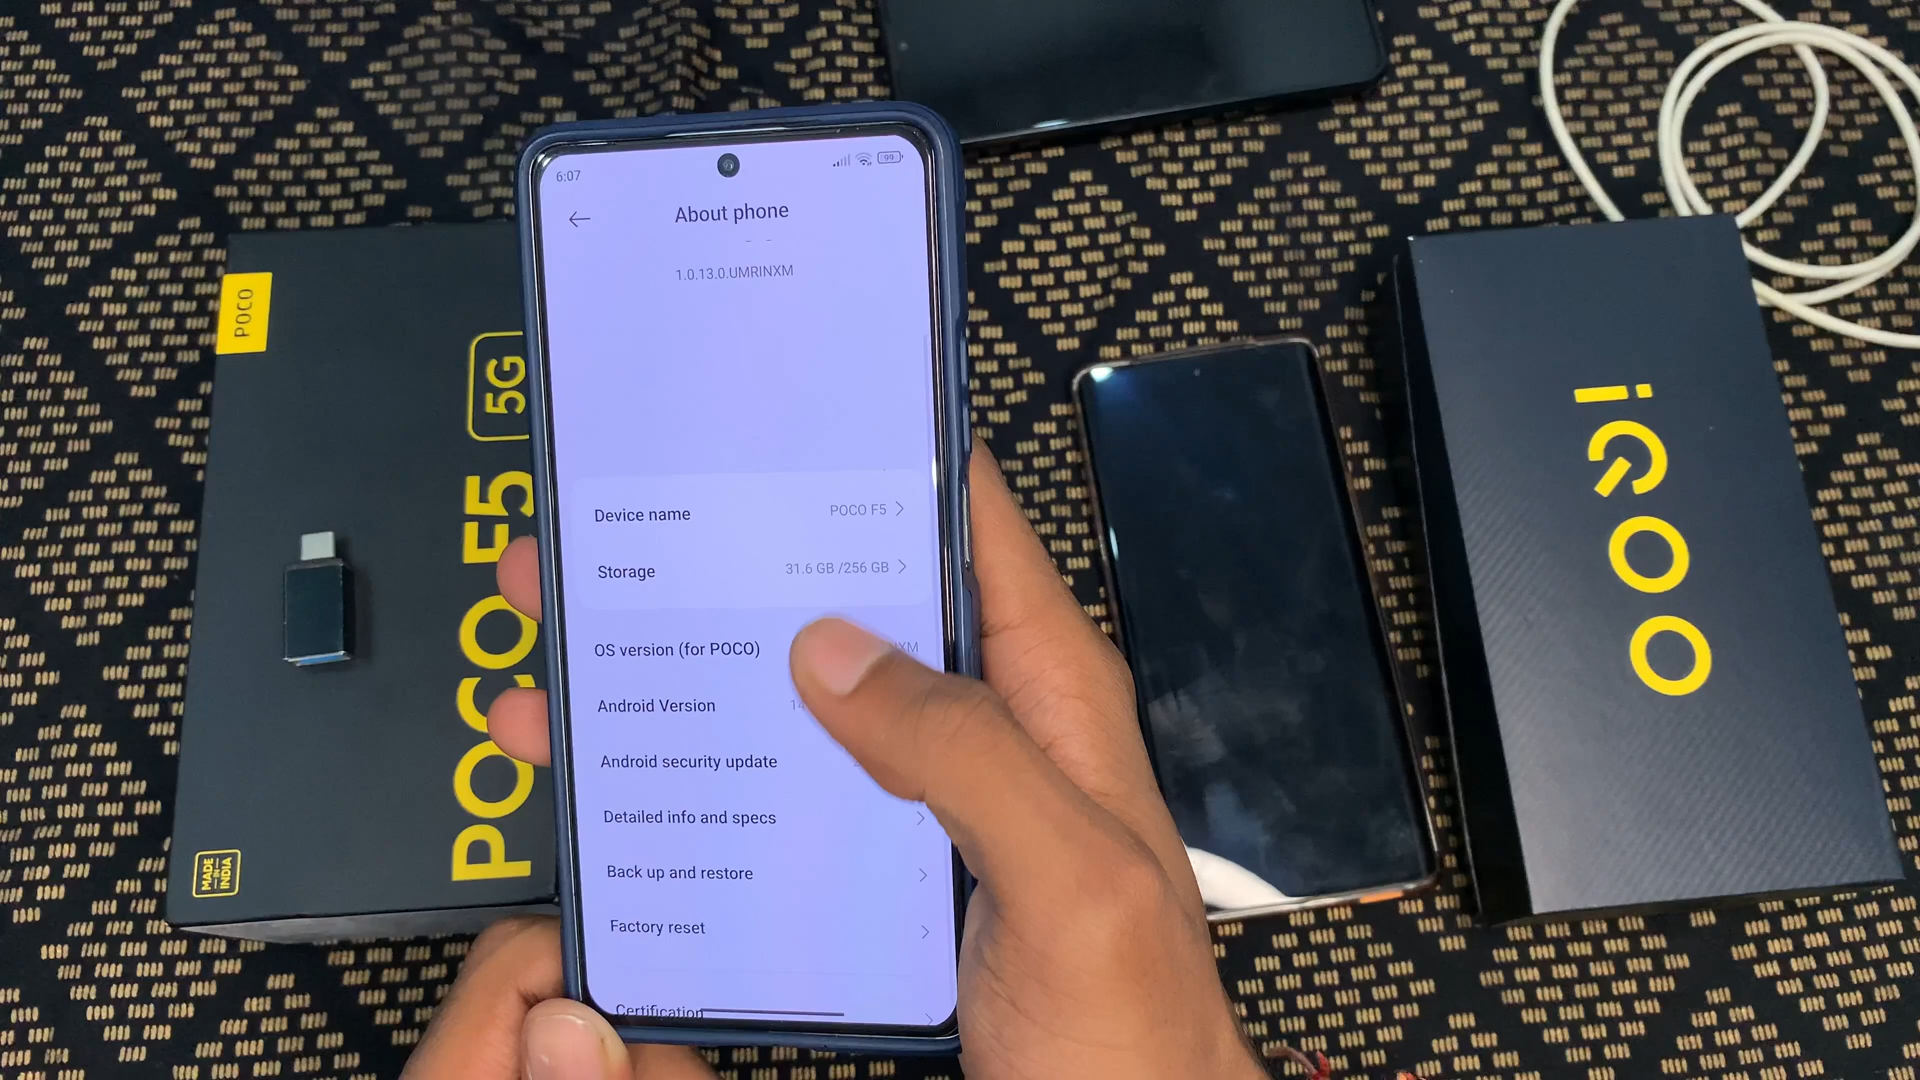 6:07
99
About phone
1.0.13.0.UMRINXM
Device name
POCO F5
Storage
31.6 GB /256 GB
OS version (for POCO)
Android Version
14
Android security update
Detailed info and specs
Back up and restore
Factory reset
Certification
POCO
POCO F5 5G
MADE
IN
INDIA
iQOO